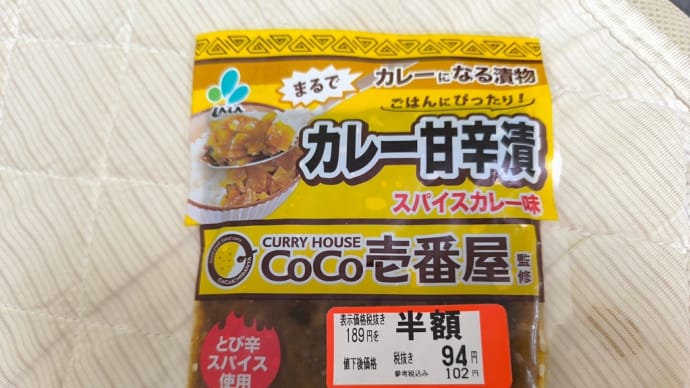 まるで
カレーになる漬物
ごはんにぴったり!
カレー甘辛漬
スパイスカレー味
CURRY HOUSE
CoCo壱番屋
監修
とび辛
スパイス
使用
表示価格税抜き
189円を
半額
値下後価格
税抜き
94円
参考税込み
102円